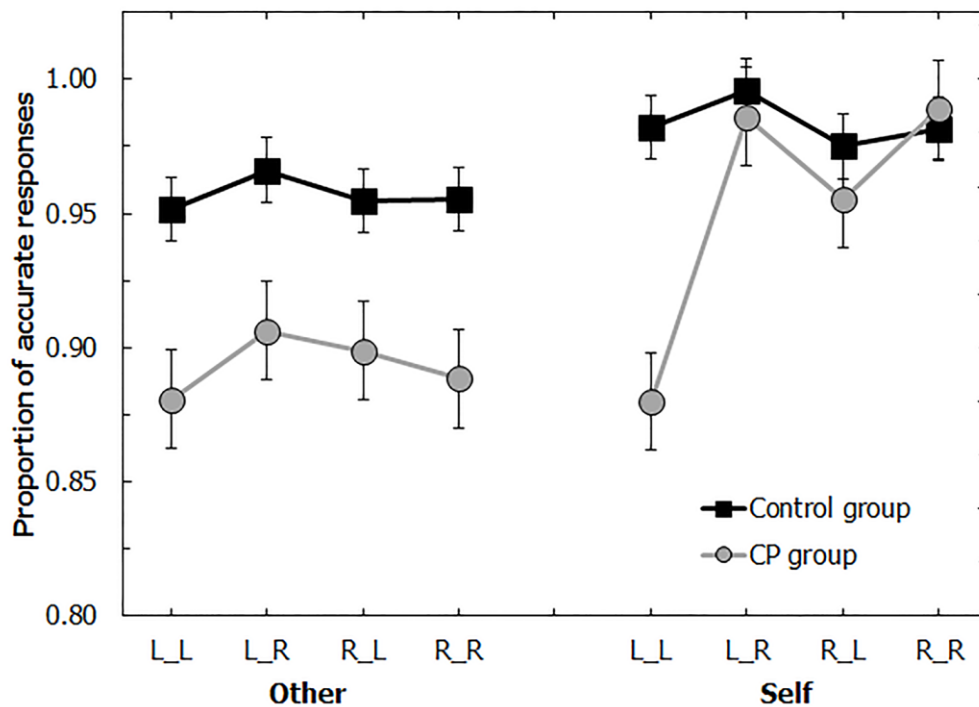 Proportion of accurate responses
1.00
0.95
0.90
0.85
0.80
Control group
CP group
L_L L_R R_L R_R L_L L_R R_L R_R
Other Self